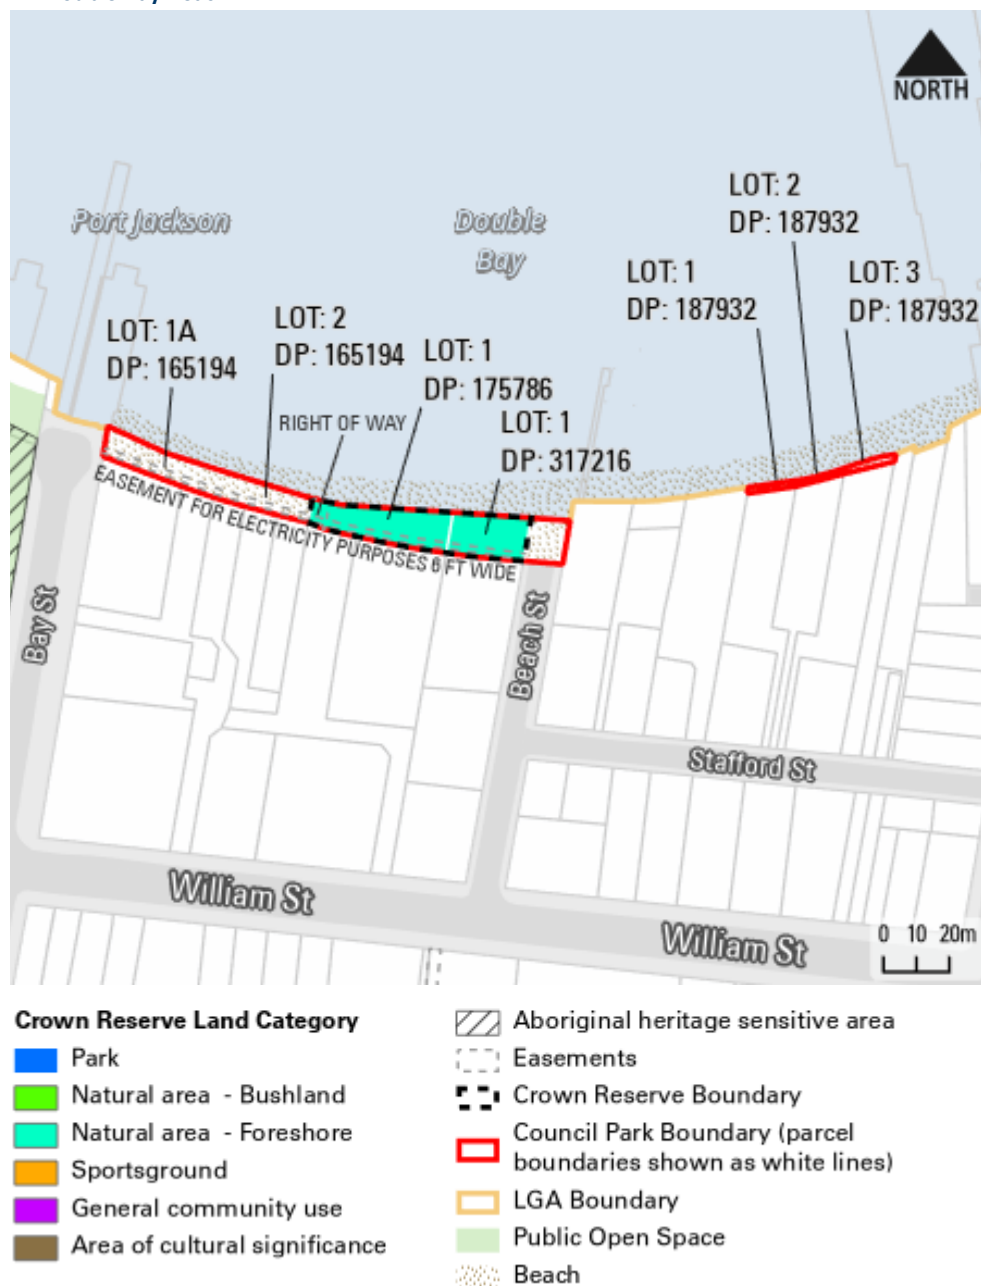 NORTH
LOT: 2
DP: 187932
Port Jackson
Double
Bay
LOT: 1
DP: 187932
LOT: 3
DP: 187932
LOT: 1A
DP: 165194
LOT: 2
DP: 165194
LOT: 1
DP: 175786
RIGHT OF WAY
LOT: 1
DP: 317216
EASEMENT FOR ELECTRICITY PURPOSES 6 FT WIDE
Bay St
Beach St
Stafford St
William St
William St
0 10 20m
Crown Reserve Land Category
Park
Natural area - Bushland
Natural area - Foreshore
Sportsground
General community use
Area of cultural significance
Aboriginal heritage sensitive area
Easements
Crown Reserve Boundary
Council Park Boundary (parcel
boundaries shown as white lines)
LGA Boundary
Public Open Space
Beach